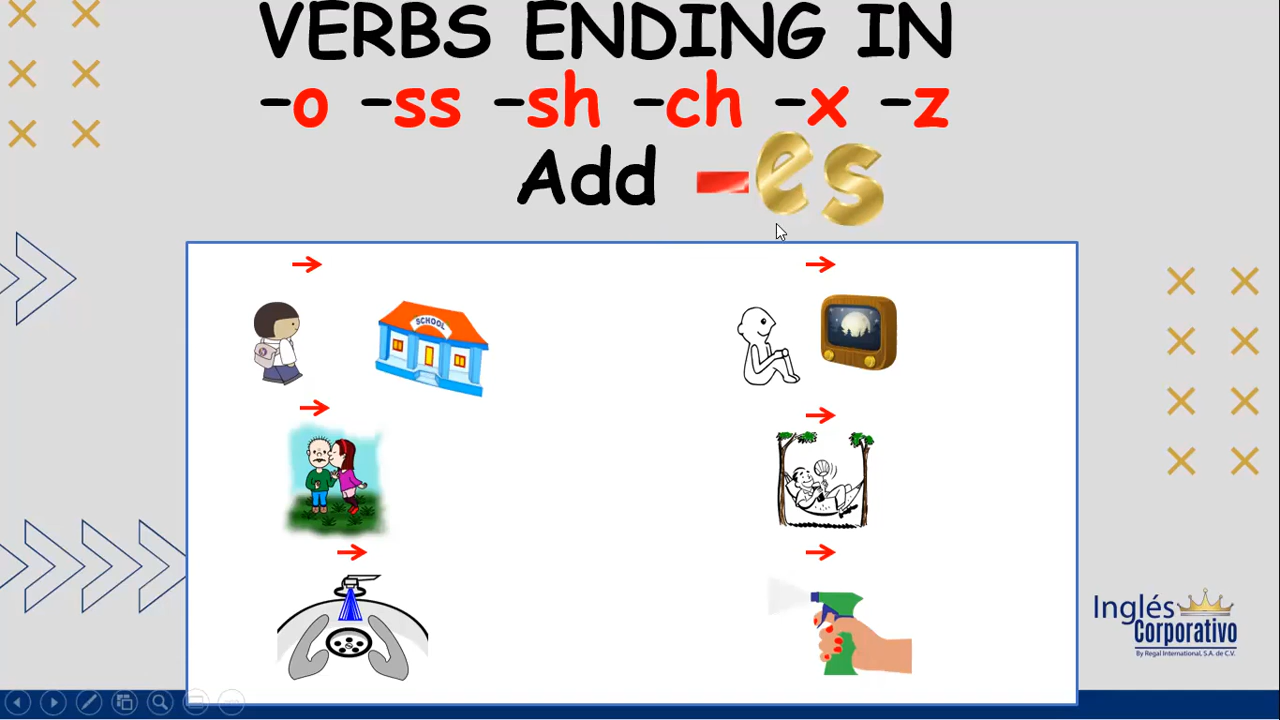 VERBS ENDING IN
-o -ss -sh -ch -x -z
Add -es
SCHOOL
Inglés
Corporativo
By Regal International, S.A. de C.V.